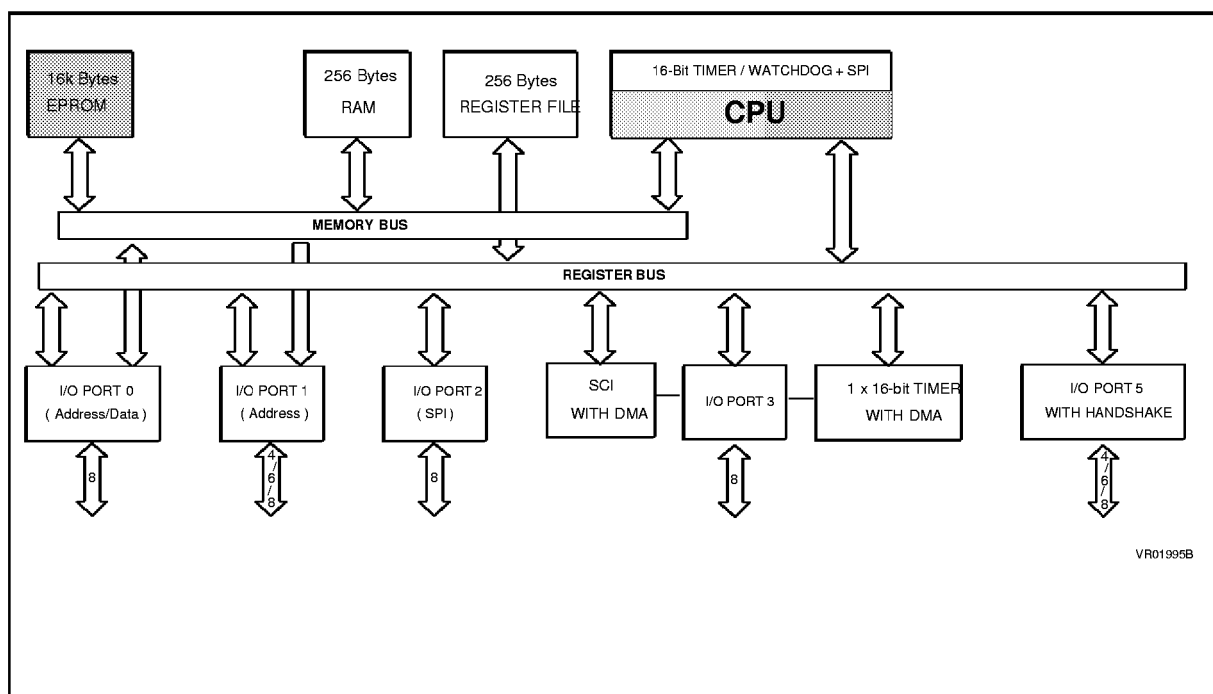 16k Bytes
EPROM
256 Bytes
RAM
256 Bytes
REGISTER FILE
16-Bit TIMER / WATCHDOG + SPI
CPU
MEMORY BUS
REGISTER BUS
I/O PORT 0
( Address/Data)
I/O PORT 1
( Address )
I/O PORT 2
( SPI )
SCI
WITH DMA
I/O PORT 3
1 x 16-bit TIMER
WITH DMA
I/O PORT 5
WITH HANDSHAKE
8
4/6/8
8
8
4/6/8
VR01995B